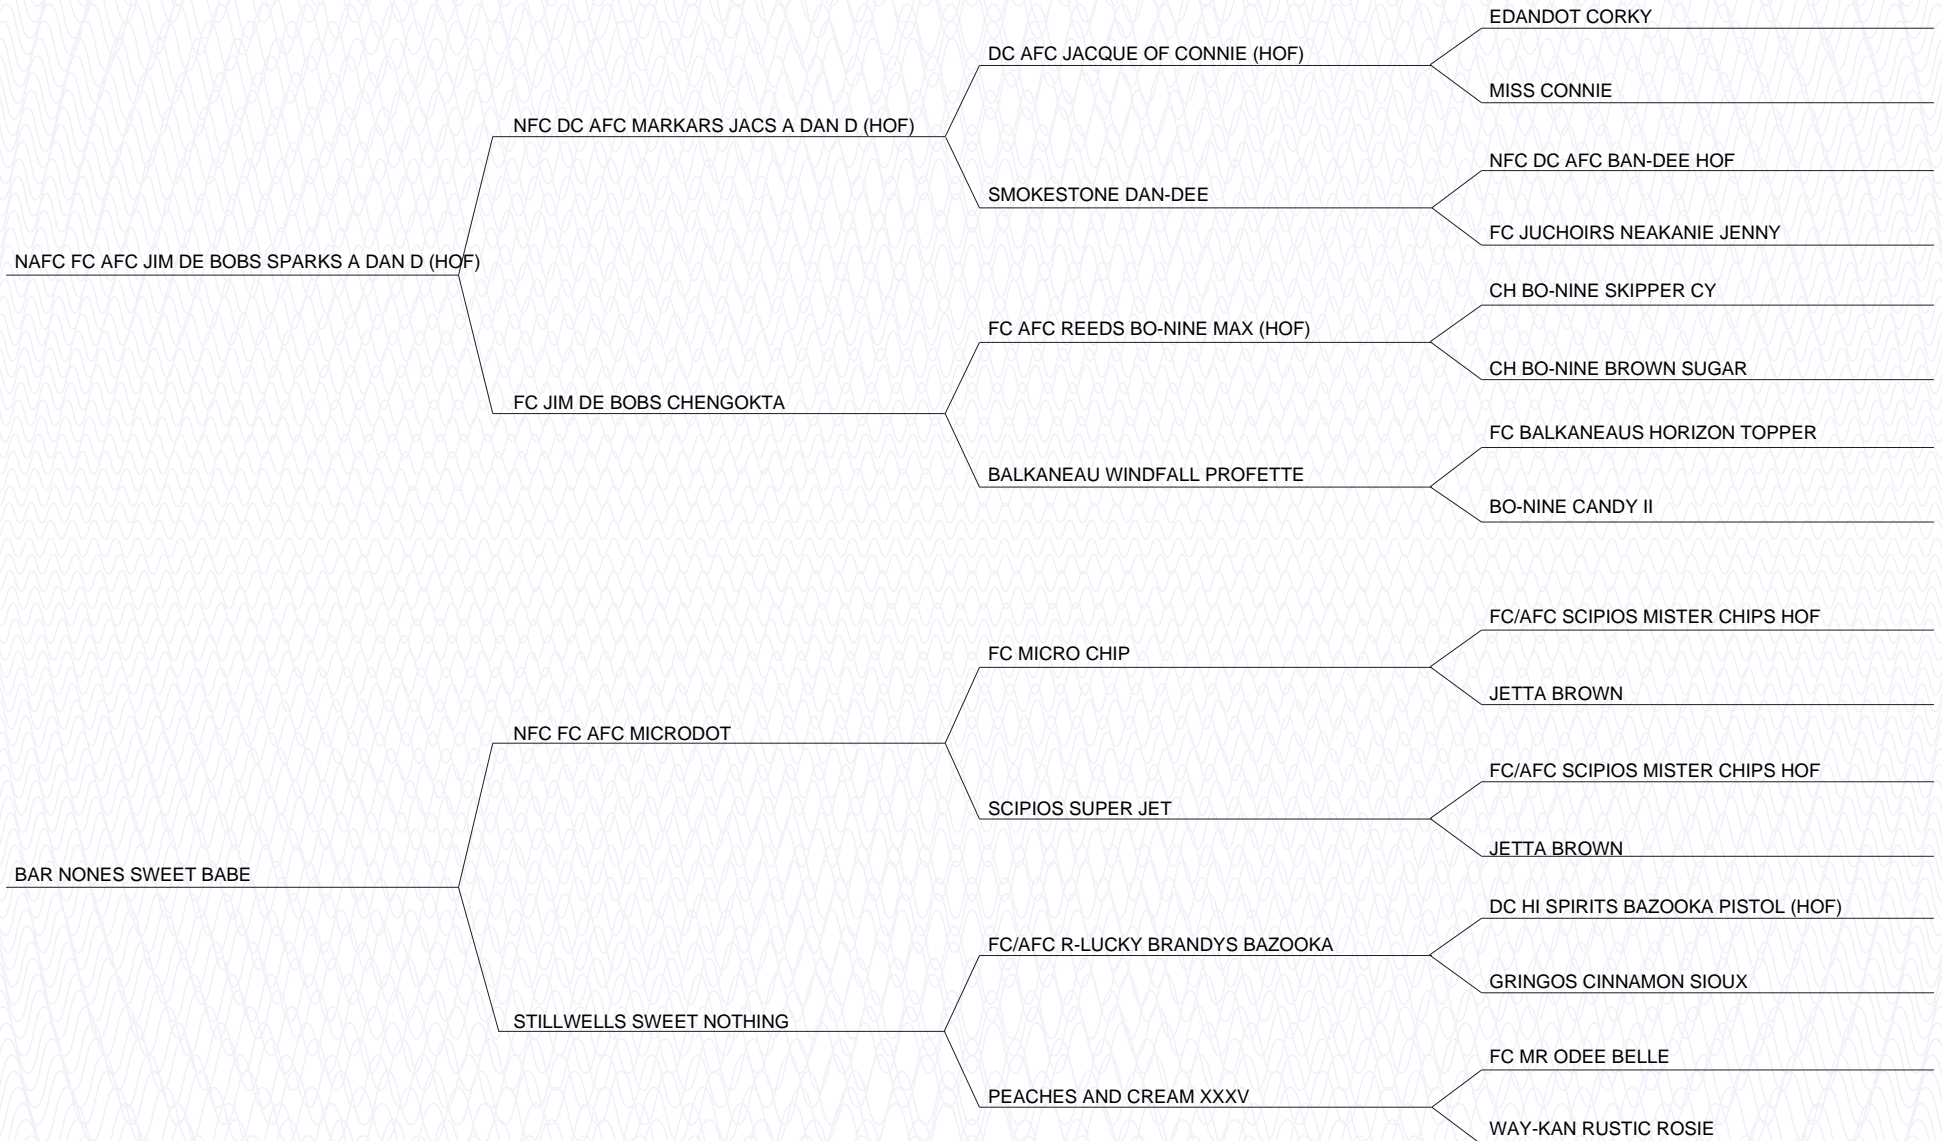 EDANDOT CORKY
DC AFC JACQUE OF CONNIE (HOF)
MISS CONNIE
NFC DC AFC MARKARS JACS A DAN D (HOF)
NFC DC AFC BAN-DEE HOF
SMOKESTONE DAN-DEE
FC JUCHOIRS NEAKANIE JENNY
NAFC FC AFC JIM DE BOBS SPARKS A DAN D (HOF)
CH BO-NINE SKIPPER CY
FC AFC REEDS BO-NINE MAX (HOF)
CH BO-NINE BROWN SUGAR
FC JIM DE BOBS CHENGOKTA
FC BALKANEAUS HORIZON TOPPER
BALKANEAU WINDFALL PROFETTE
BO-NINE CANDY II
FC/AFC SCIPIOS MISTER CHIPS HOF
FC MICRO CHIP
JETTA BROWN
NFC FC AFC MICRODOT
FC/AFC SCIPIOS MISTER CHIPS HOF
SCIPIOS SUPER JET
JETTA BROWN
BAR NONES SWEET BABE
DC HI SPIRITS BAZOOKA PISTOL (HOF)
FC/AFC R-LUCKY BRANDYS BAZOOKA
GRINGOS CINNAMON SIOUX
STILLWELLS SWEET NOTHING
FC MR ODEE BELLE
PEACHES AND CREAM XXXV
WAY-KAN RUSTIC ROSIE